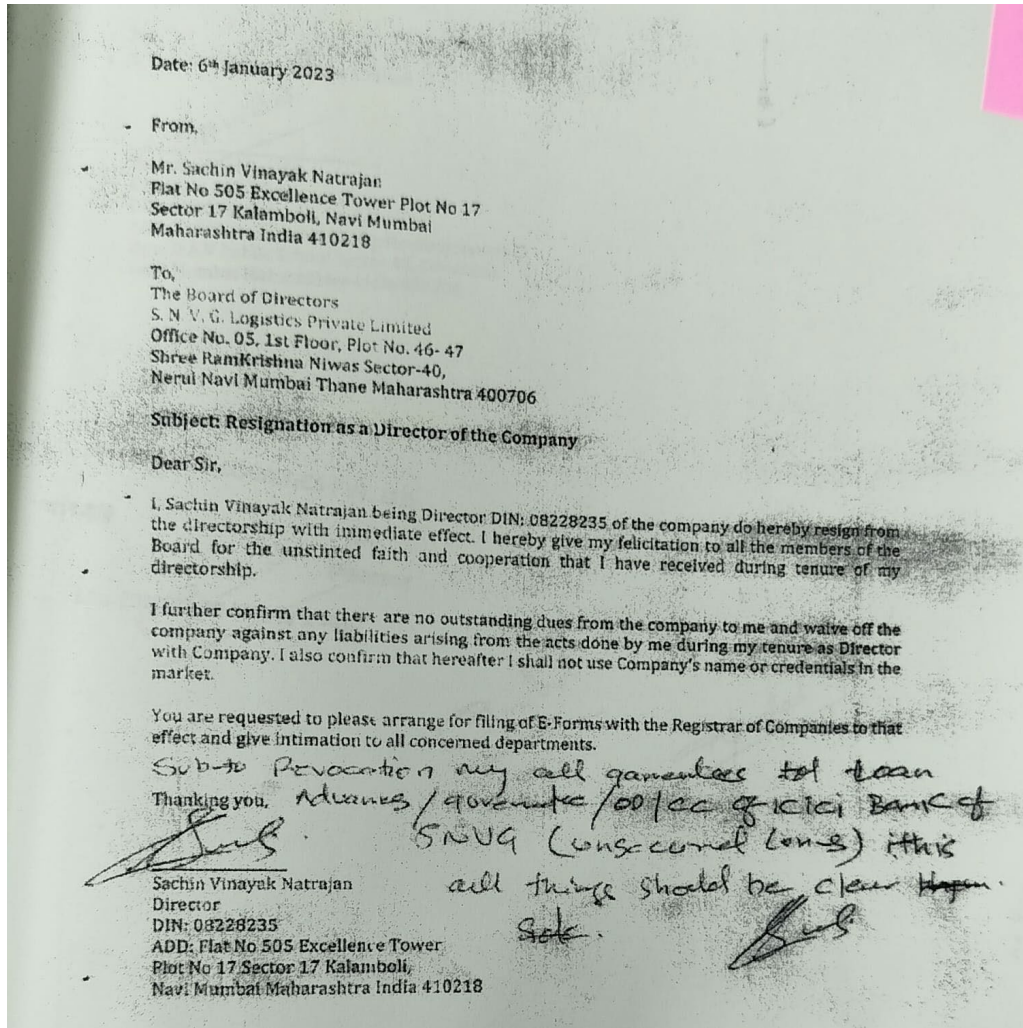 Date: 6th January 2023
From,
Mr. Sachin Vinayak Natrajan
Flat No 505 Excellence Tower Plot No 17
Sector 17 Kalamboli, Navi Mumbai
Maharashtra India 410218
To,
The Board of Directors
S. N. V. G. Logistics Private Limited
Office No. 05, 1st Floor, Plot No. 46- 47
Shree RamKrishna Niwas Sector-40,
Nerul Navi Mumbai Thane Maharashtra 400706
Subject: Resignation as a Director of the Company
Dear Sir,
I, Sachin Vinayak Natrajan being Director DIN: 08228235 of the company do hereby resign from
the directorship with immediate effect. I hereby give my felicitation to all the members of the
Board for the unstinted faith and cooperation that I have received during tenure of my
directorship.
I further confirm that there are no outstanding dues from the company to me and waive off the
company against any liabilities arising from the acts done by me during my tenure as Director
with Company. I also confirm that hereafter I shall not use Company's name or credentials in the
market.
You are requested to please arrange for filing of E-Forms with the Registrar of Companies to that
effect and give intimation to all concerned departments.
Sub-to Revocation my all
Thanking you, / OD/CC of ICICI Bank of
SNVG
all things should be clear
Sachin Vinayak Natrajan
Director
DIN: 08228235
ADD: Flat No 505 Excellence Tower
Plot No 17 Sector 17 Kalamboli,
Navi Mumbai Maharashtra India 410218